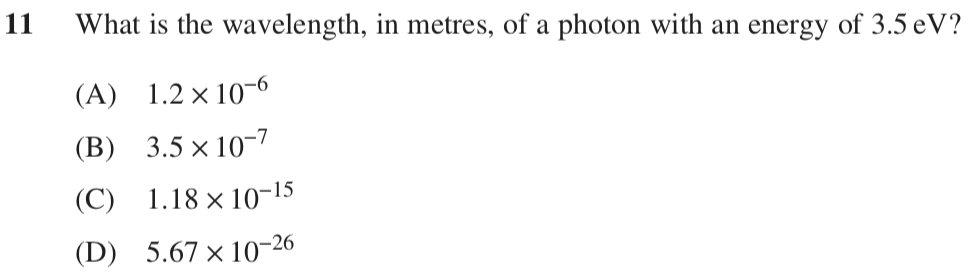 11 What is the wavelength, in metres, of a photon with an energy of 3.5 eV?
(A) 1.2 × 10⁻⁶
(B) 3.5 × 10⁻⁷
(C) 1.18 × 10⁻¹⁵
(D) 5.67 × 10⁻²⁶